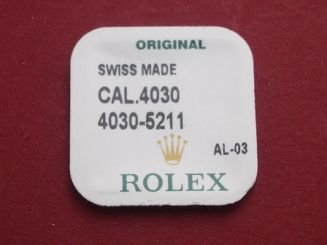 ORIGINAL
SWISS MADE
CAL.4030
4030-5211
AL-03
ROLEX